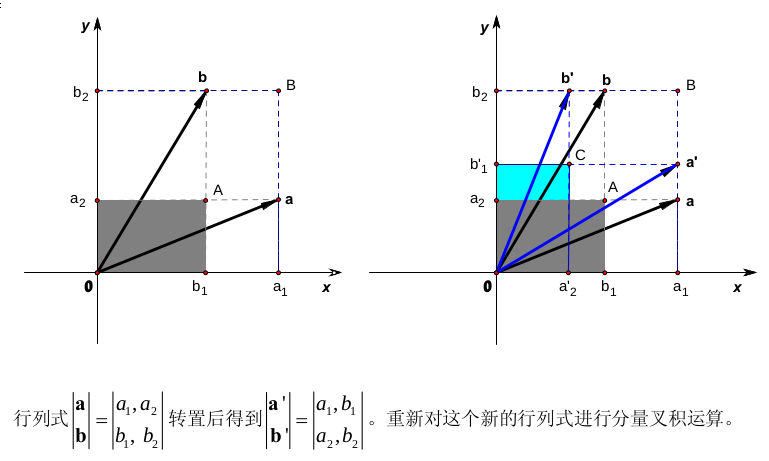 y
b₂
b
B
a₂
A
a
0
b₁
a₁
x
y
b₂
b'
b
B
b'₁
C
a'
a₂
A
a
0
a'₂
b₁
a₁
x
行列式|a b|=|a₁,a₂ b₁, b₂|转置后得到|a' b'|=|a₁,b₁ a₂,b₂|。重新对这个新的行列式进行分量叉积运算。